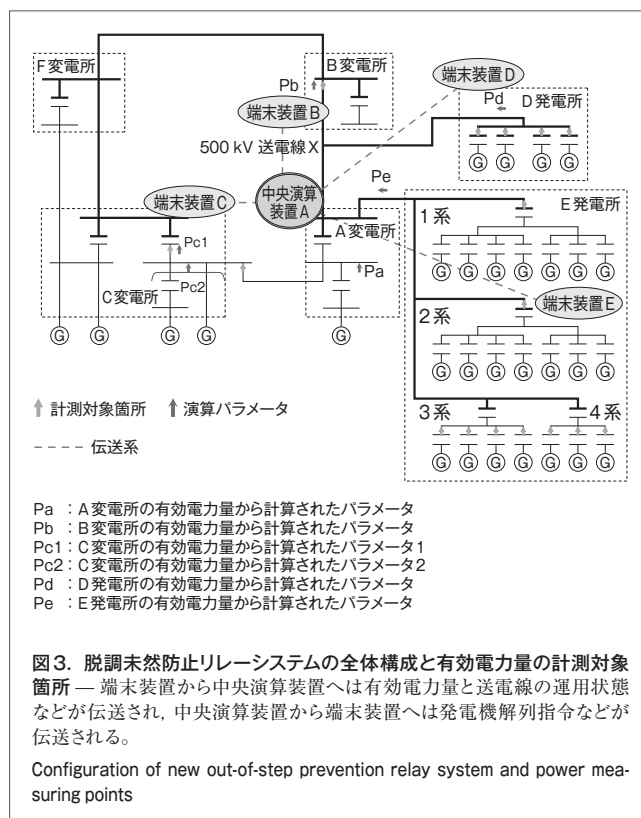 F変電所
B変電所
Pb
端末装置D
端末装置B
Pd
D発電所
G G G G
500 kV 送電線X
Pe
端末装置C
中央演算
装置A
1系
E発電所
Pc1
A変電所
Pa
Pc2
C変電所
G G G G G G G
端末装置E
2系
G G G G G
G G G G G G G
3系
4系
G G G G G G G
計測対象箇所 演算パラメータ
伝送系
Pa :A変電所の有効電力量から計算されたパラメータ
Pb :B変電所の有効電力量から計算されたパラメータ
Pc1:C変電所の有効電力量から計算されたパラメータ1
Pc2:C変電所の有効電力量から計算されたパラメータ2
Pd :D発電所の有効電力量から計算されたパラメータ
Pe :E発電所の有効電力量から計算されたパラメータ
図3. 脱調未然防止リレーシステムの全体構成と有効電力量の計測対象
箇所 — 端末装置から中央演算装置へは有効電力量と送電線の運用状態
などが伝送され,中央演算装置から端末装置へは発電機解列指令などが
伝送される。
Configuration of new out-of-step prevention relay system and power mea-
suring points